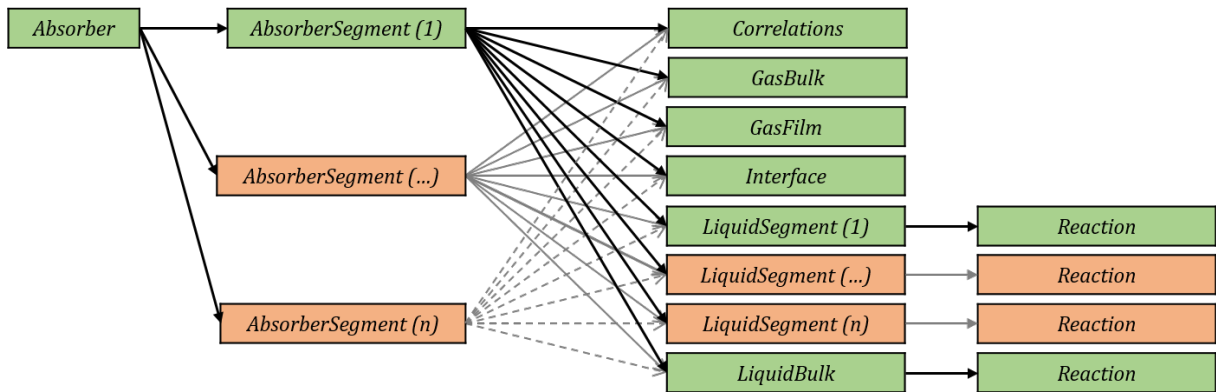 Absorber
AbsorberSegment (1)
AbsorberSegment (...)
AbsorberSegment (n)
Correlations
GasBulk
GasFilm
Interface
LiquidSegment (1)
Reaction
LiquidSegment (...)
Reaction
LiquidSegment (n)
Reaction
LiquidBulk
Reaction